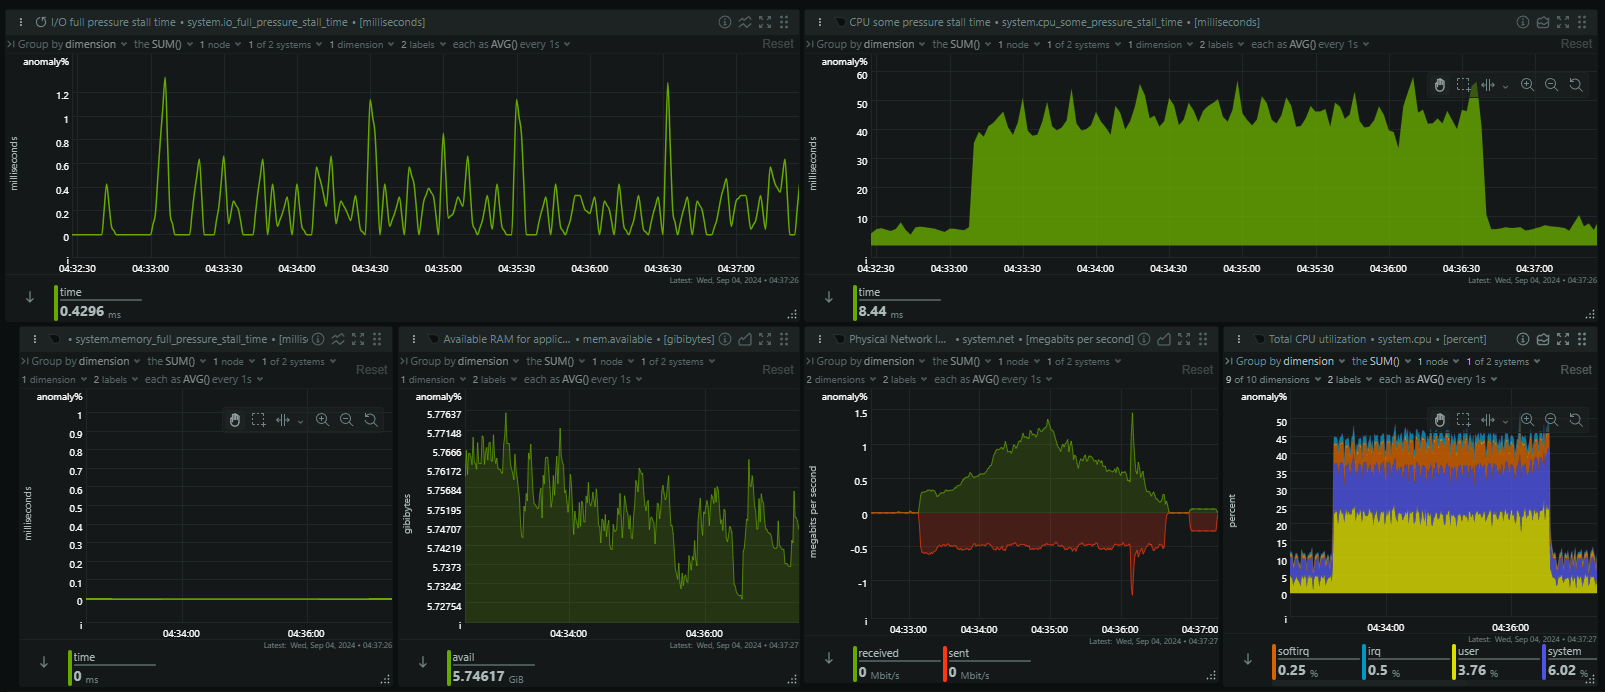 I/O full pressure stall time • system.io_full_pressure_stall_time • [milliseconds]
Group by dimension the SUM() 1 node 1 of 2 systems 1 dimension 2 labels each as AVG() every 1s Reset
anomaly%
milliseconds
1.2
1
0.8
0.6
0.4
0.2
0
i
04:32:30 04:33:00 04:33:30 04:34:00 04:34:30 04:35:00 04:35:30 04:36:00 04:36:30 04:37:00
Latest: Wed, Sep 04, 2024 • 04:37:26
time
0.4296 ms
CPU some pressure stall time • system.cpu_some_pressure_stall_time • [milliseconds]
Group by dimension the SUM() 1 node 1 of 2 systems 1 dimension 2 labels each as AVG() every 1s Reset
anomaly%
milliseconds
60
50
40
30
20
10
i
04:32:30 04:33:00 04:33:30 04:34:00 04:34:30 04:35:00 04:35:30 04:36:00 04:36:30 04:37:00
Latest: Wed, Sep 04, 2024 • 04:37:26
time
8.44 ms
• system.memory_full_pressure_stall_time • [millis
Group by dimension the SUM() 1 node 1 of 2 systems
1 dimension 2 labels each as AVG() every 1s Reset
anomaly%
milliseconds
1
0.9
0.8
0.7
0.6
0.5
0.4
0.3
0.2
0.1
0
i
04:34:00 04:36:00
Latest: Wed, Sep 04, 2024 • 04:37:26
time
0 ms
Available RAM for applic... • mem.available • [gibibytes]
Group by dimension the SUM() 1 node 1 of 2 systems
1 dimension 2 labels each as AVG() every 1s Reset
anomaly%
gibibytes
5.77637
5.77148
5.7666
5.76172
5.75684
5.75195
5.74707
5.74219
5.7373
5.73242
5.72754
i
04:34:00 04:36:00
Latest: Wed, Sep 04, 2024 • 04:37:27
avail
5.74617 GiB
Physical Network I... • system.net • [megabits per second]
Group by dimension the SUM() 1 node 1 of 2 systems
2 dimensions 2 labels each as AVG() every 1s Reset
anomaly%
megabits per second
1.5
1
0.5
0
-0.5
-1
i
04:33:00 04:34:00 04:35:00 04:36:00 04:37:00
Latest: Wed, Sep 04, 2024 • 04:37:27
received sent
0 Mbit/s 0 Mbit/s
Total CPU utilization • system.cpu • [percent]
Group by dimension the SUM() 1 node 1 of 2 systems
9 of 10 dimensions 2 labels each as AVG() every 1s Reset
anomaly%
percent
50
45
40
35
30
25
20
15
10
5
0
i
04:34:00 04:36:00
Latest: Wed, Sep 04, 2024 • 04:37:27
softirq irq user system
0.25 % 0.5 % 3.76 % 6.02 %